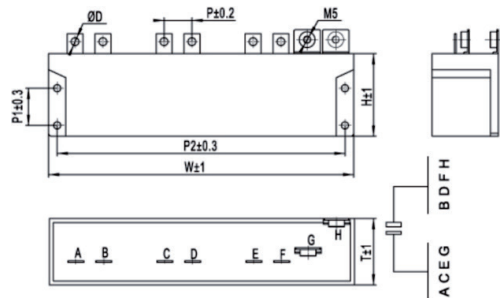 ØD
P±0.2
M5
P1±0.3
H±1
P2±0.3
W±1
B D F H
A B C D E F G H
T±1
A C E G